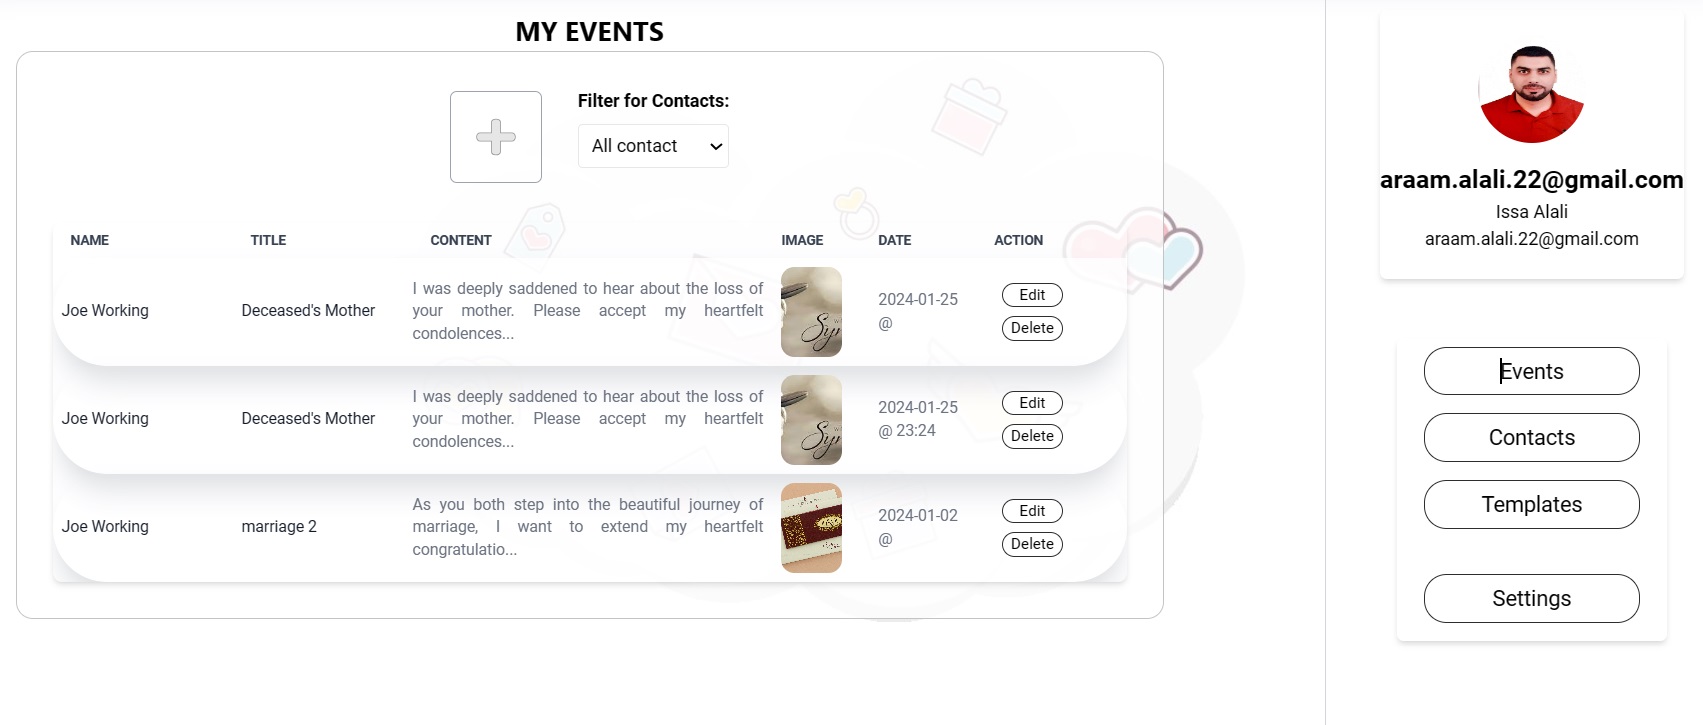 MY EVENTS
Filter for Contacts:
All contact
NAME TITLE CONTENT IMAGE DATE ACTION
Joe Working
Deceased's Mother
I was deeply saddened to hear about the loss of
your mother. Please accept my heartfelt
condolences...
2024-01-25
@
Edit
Delete
Joe Working
Deceased's Mother
I was deeply saddened to hear about the loss of
your mother. Please accept my heartfelt
condolences...
2024-01-25
@ 23:24
Edit
Delete
Joe Working
marriage 2
As you both step into the beautiful journey of
marriage, I want to extend my heartfelt
congratulatio...
2024-01-02
@
Edit
Delete
araam.alali.22@gmail.com
Issa Alali
araam.alali.22@gmail.com
Events
Contacts
Templates
Settings